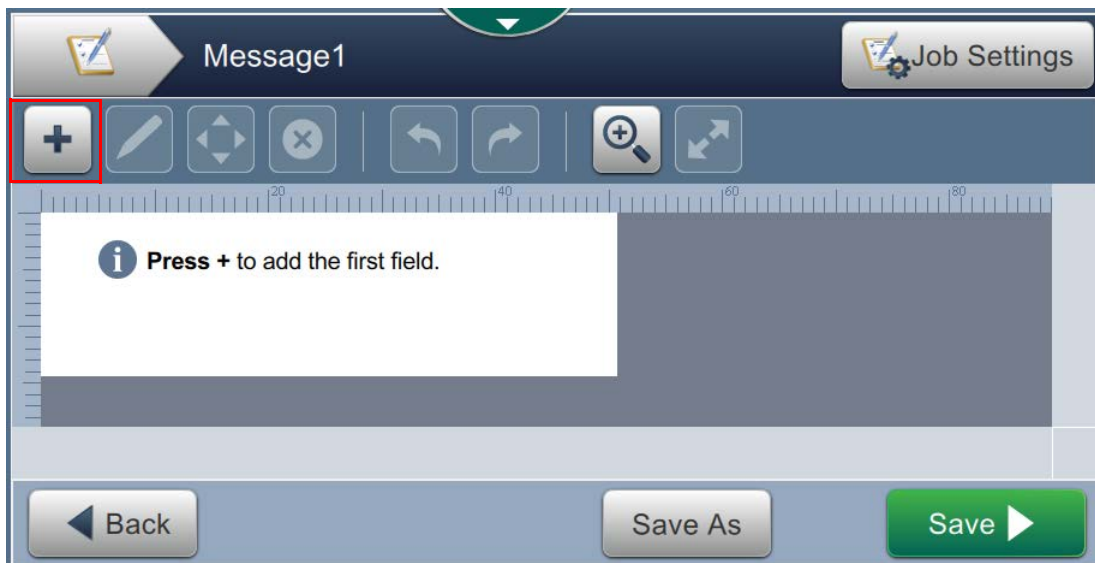 Message1
Job Settings
20 40 60 80
Press + to add the first field.
Back
Save As
Save